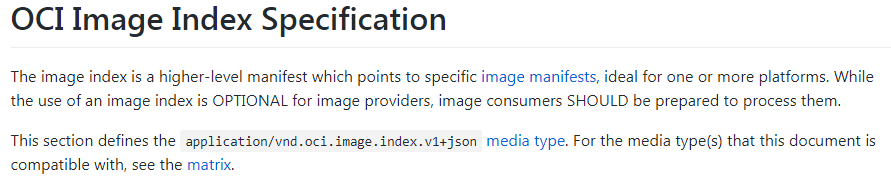 OCI Image Index Specification
The image index is a higher-level manifest which points to specific image manifests, ideal for one or more platforms. While
the use of an image index is OPTIONAL for image providers, image consumers SHOULD be prepared to process them.
This section defines the application/vnd.oci.image.index.v1+json media type. For the media type(s) that this document is
compatible with, see the matrix.